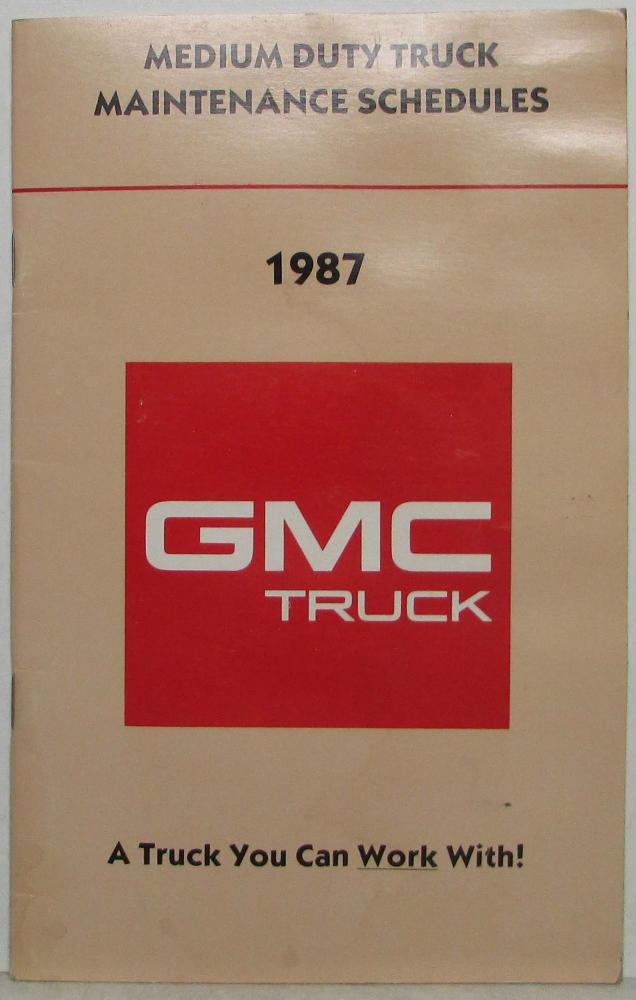 MEDIUM DUTY TRUCK
MAINTENANCE SCHEDULES
1987
GMC
TRUCK
A Truck You Can Work With!